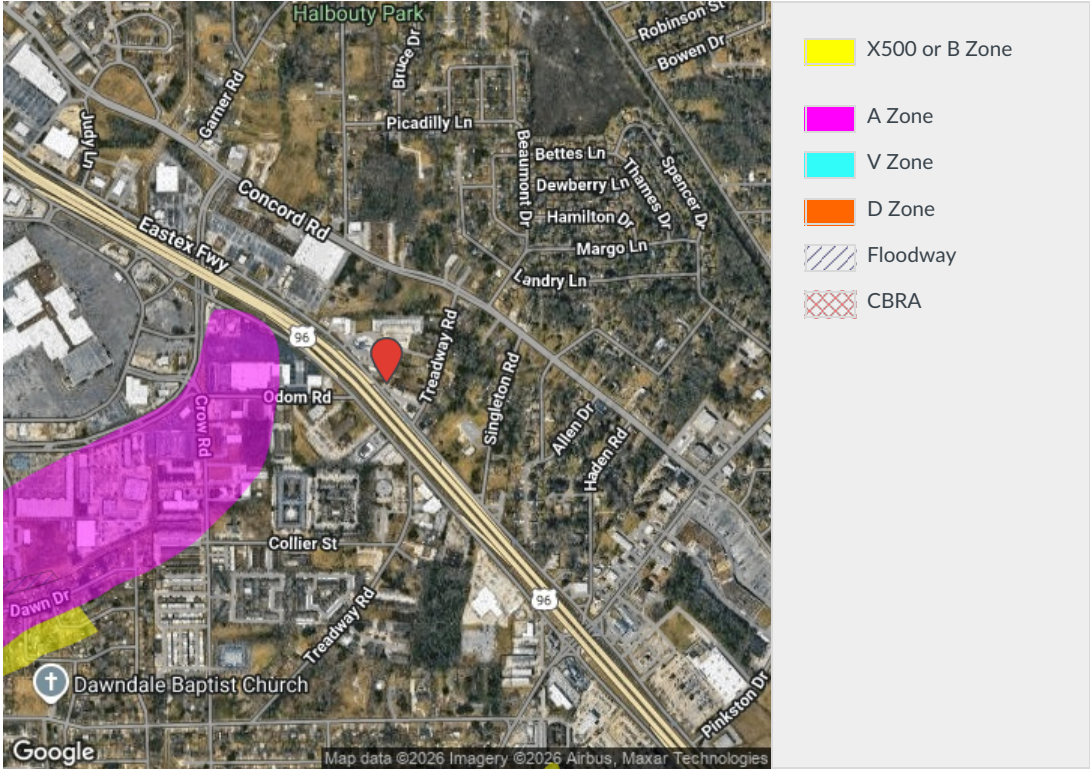 Halbouty Park
Robinson St
Bowen Dr
Bruce Dr
Garner Rd
Judy Ln
Picadilly Ln
Beaumont Dr
Bettes Ln
Thames Dr
Spencer Dr
Dewberry Ln
Hamilton Dr
Concord Rd
Eastex Fwy
Margo Ln
Landry Ln
96
Treadway Rd
Singleton Rd
Odom Rd
Crow Rd
Allen Dr
Haden Rd
Collier St
96
Dawn Dr
Treadway Rd
Dawndale Baptist Church
Pinkston Dr
Google
Map data ©2026 Imagery ©2026 Airbus, Maxar Technologies
X500 or B Zone
A Zone
V Zone
D Zone
Floodway
CBRA